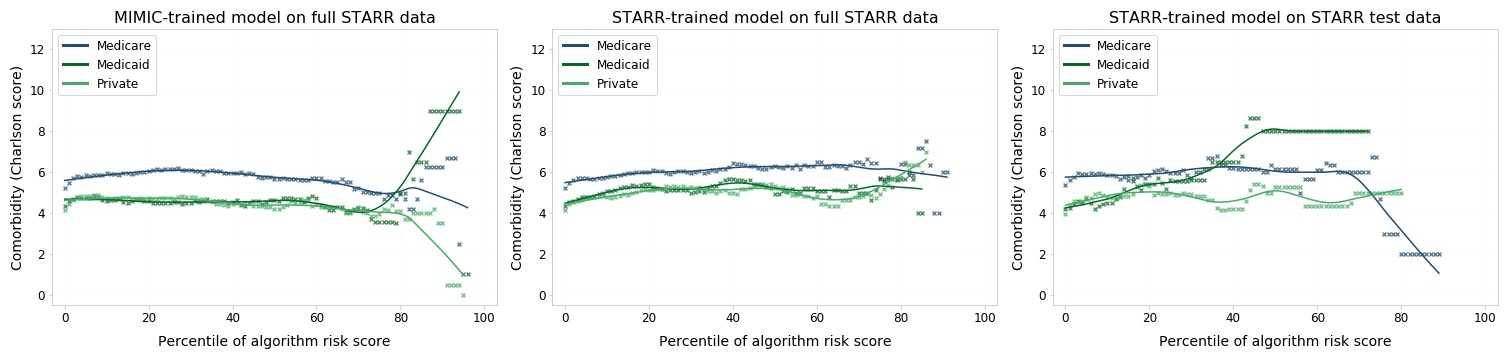 MIMIC-trained model on full STARR data
Comorbidity (Charlson score)
12
10
8
6
4
2
0
Medicare
Medicaid
Private
0 20 40 60 80 100
Percentile of algorithm risk score
STARR-trained model on full STARR data
Comorbidity (Charlson score)
12
10
8
6
4
2
0
Medicare
Medicaid
Private
0 20 40 60 80 100
Percentile of algorithm risk score
STARR-trained model on STARR test data
Comorbidity (Charlson score)
12
10
8
6
4
2
0
Medicare
Medicaid
Private
0 20 40 60 80 100
Percentile of algorithm risk score